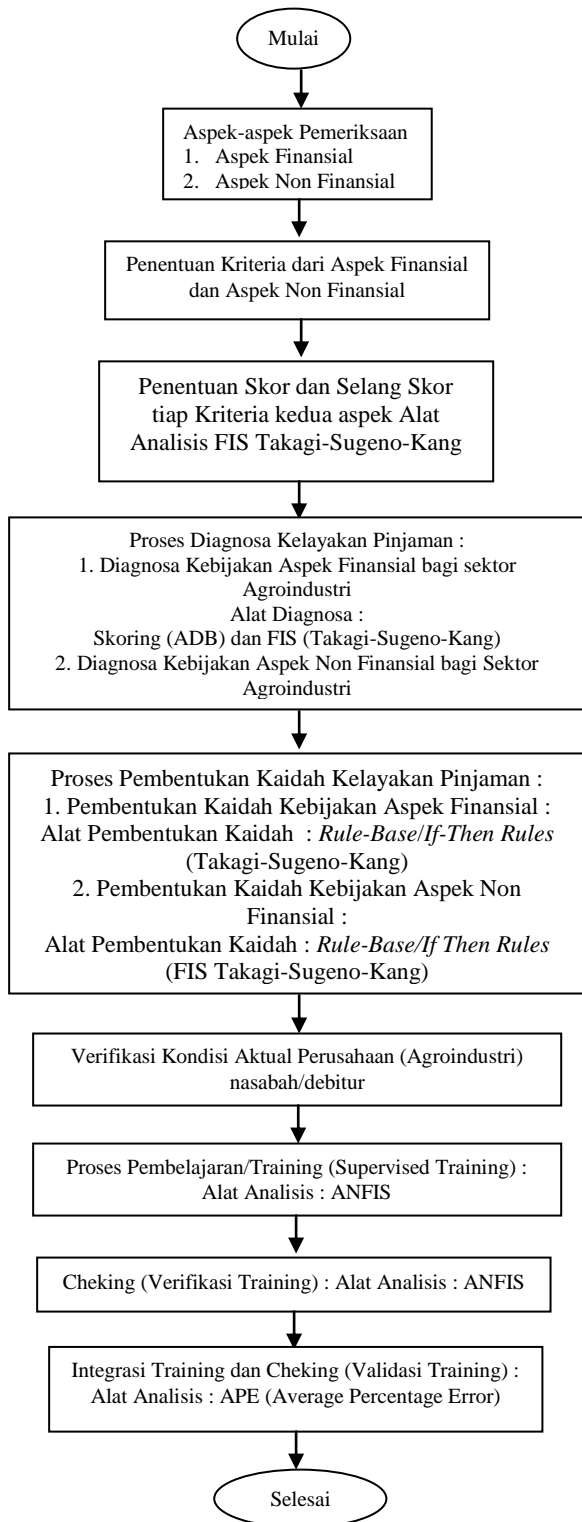 Mulai
Aspek-aspek Pemeriksaan
1. Aspek Finansial
2. Aspek Non Finansial
Penentuan Kriteria dari Aspek Finansial
dan Aspek Non Finansial
Penentuan Skor dan Selang Skor
tiap Kriteria kedua aspek Alat
Analisis FIS Takagi-Sugeno-Kang
Proses Diagnosa Kelayakan Pinjaman :
1. Diagnosa Kebijakan Aspek Finansial bagi sektor
Agroindustri
Alat Diagnosa :
Skoring (ADB) dan FIS (Takagi-Sugeno-Kang)
2. Diagnosa Kebijakan Aspek Non Finansial bagi Sektor
Agroindustri
Proses Pembentukan Kaidah Kelayakan Pinjaman :
1. Pembentukan Kaidah Kebijakan Aspek Finansial :
Alat Pembentukan Kaidah : Rule-Base/If-Then Rules
(Takagi-Sugeno-Kang)
2. Pembentukan Kaidah Kebijakan Aspek Non
Finansial :
Alat Pembentukan Kaidah : Rule-Base/If Then Rules
(FIS Takagi-Sugeno-Kang)
Verifikasi Kondisi Aktual Perusahaan (Agroindustri)
nasabah/debitur
Proses Pembelajaran/Training (Supervised Training) :
Alat Analisis : ANFIS
Cheking (Verifikasi Training) : Alat Analisis : ANFIS
Integrasi Training dan Cheking (Validasi Training) :
Alat Analisis : APE (Average Percentage Error)
Selesai